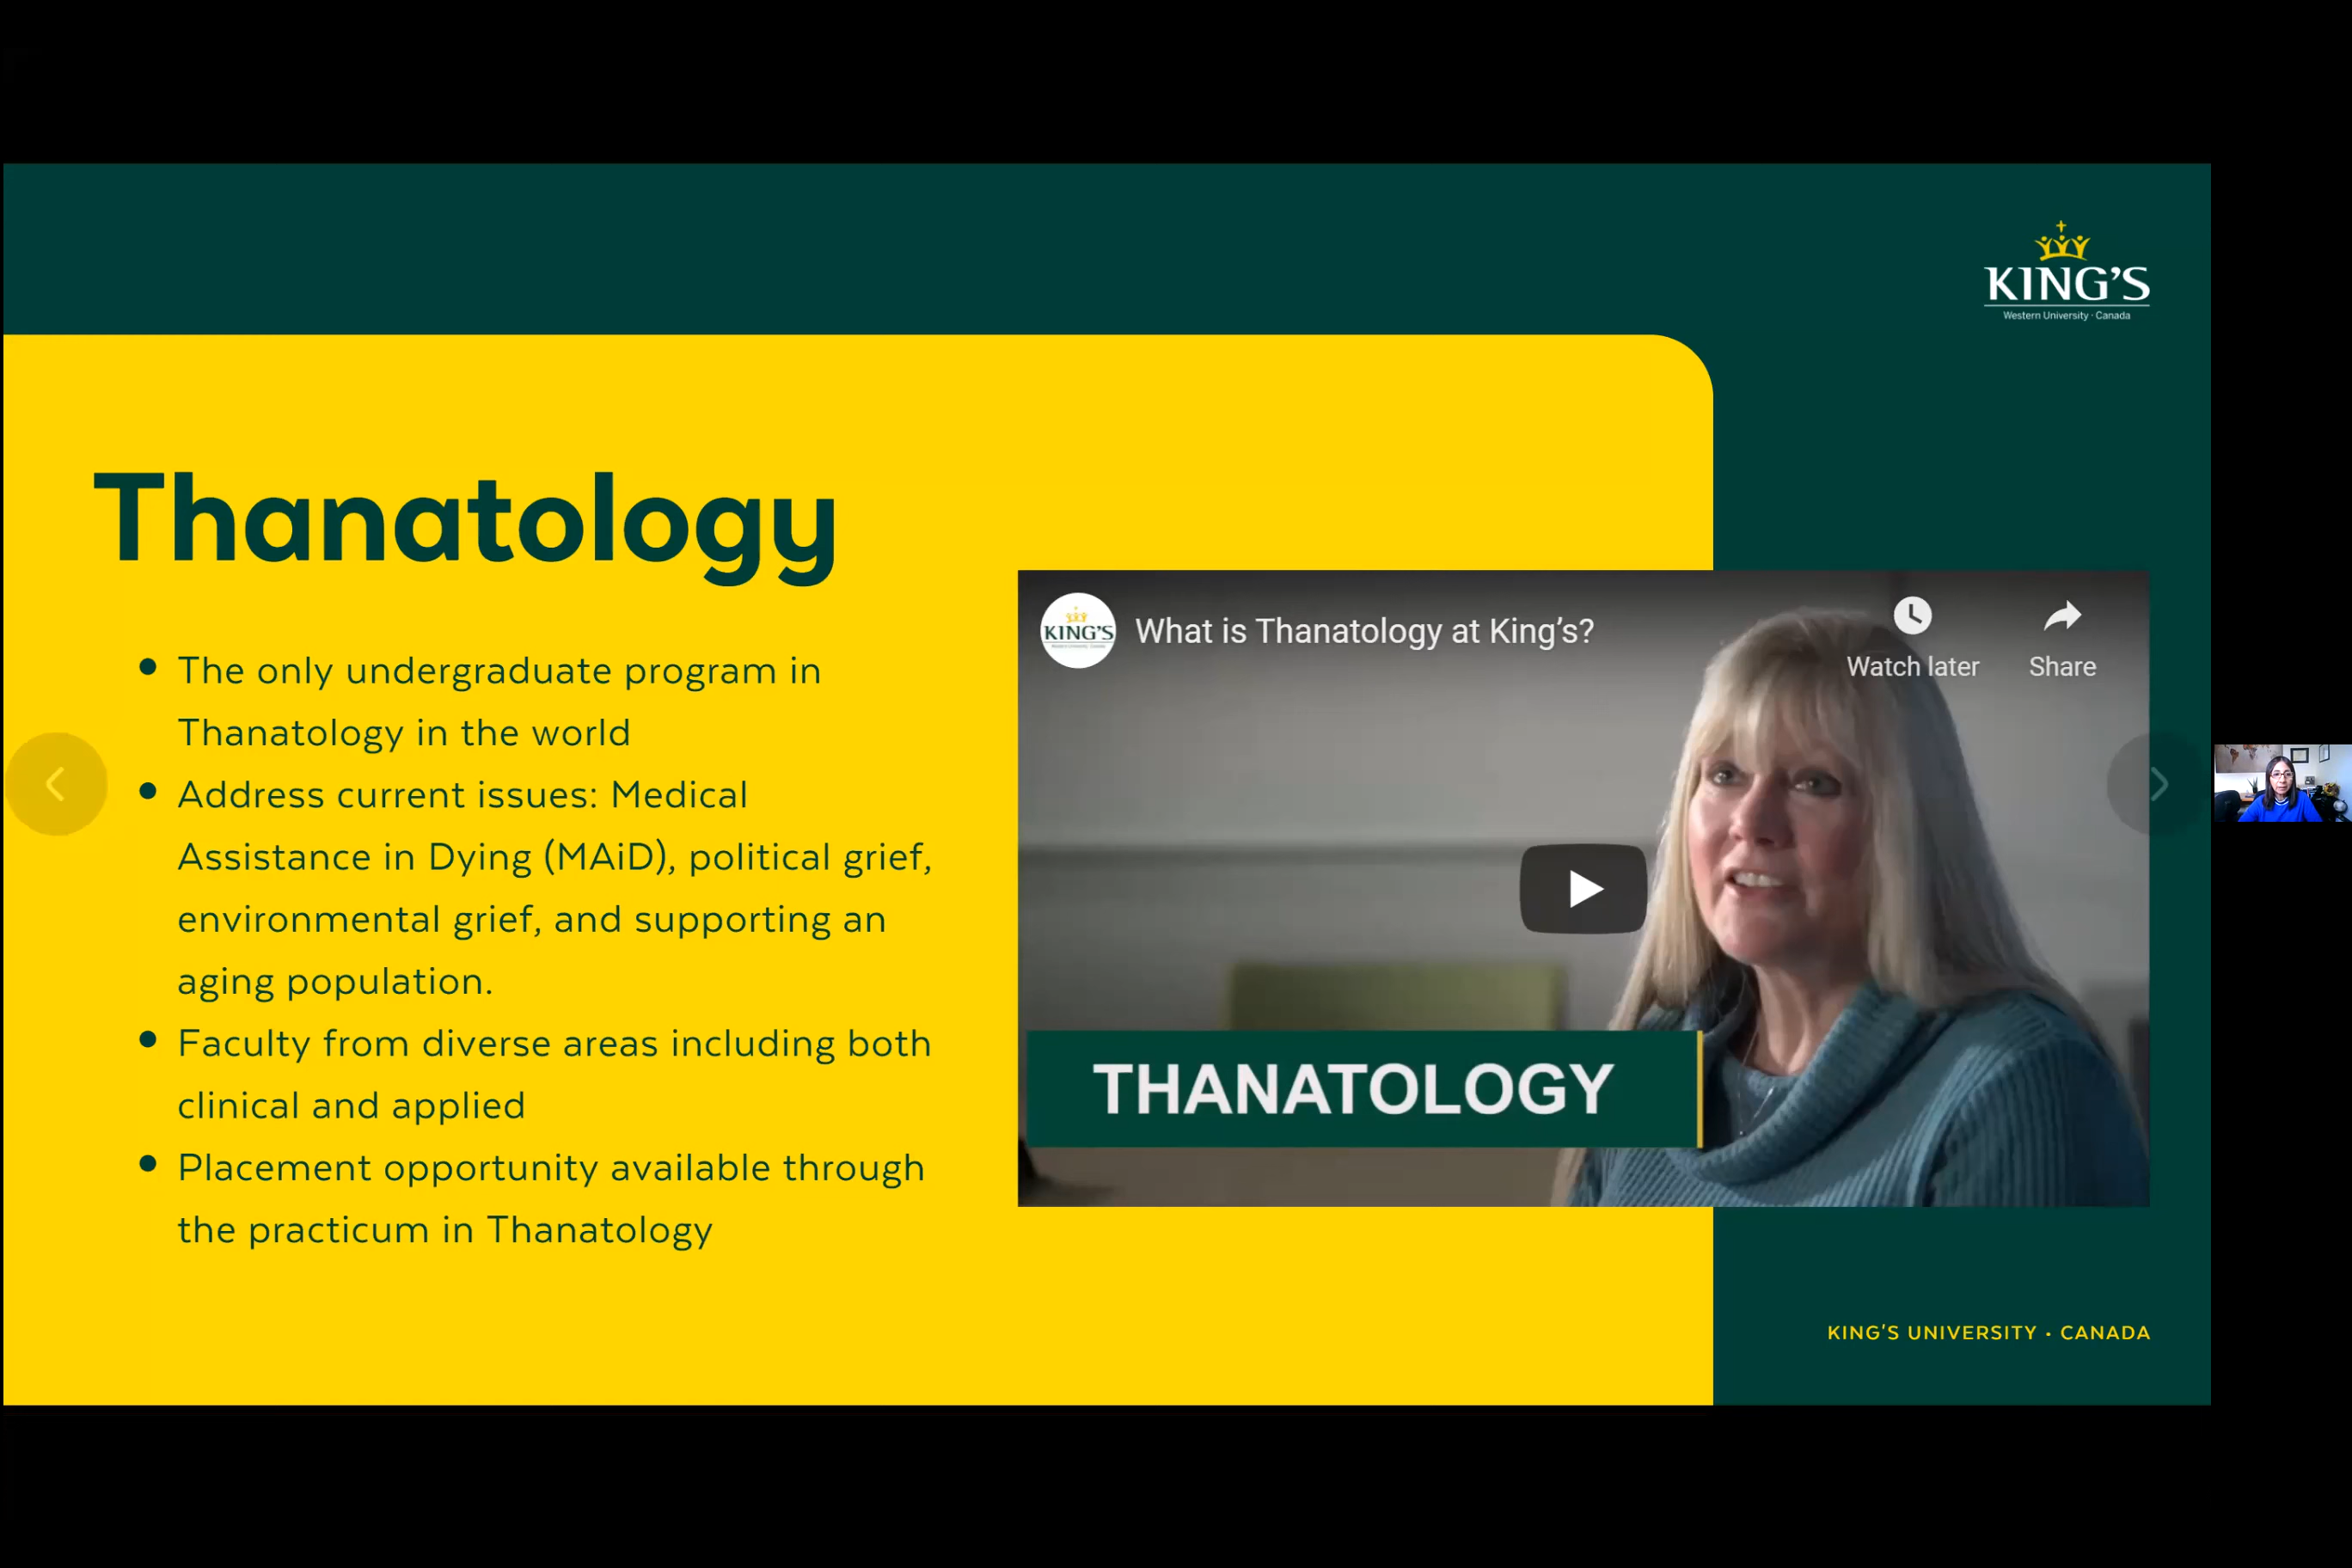 KING'S
Western University · Canada
Thanatology
• The only undergraduate program in
Thanatology in the world
• Address current issues: Medical
Assistance in Dying (MAiD), political grief,
environmental grief, and supporting an
aging population.
• Faculty from diverse areas including both
clinical and applied
• Placement opportunity available through
the practicum in Thanatology
KING'S
What is Thanatology at King’s?
Watch later
Share
THANATOLOGY
KING'S UNIVERSITY · CANADA